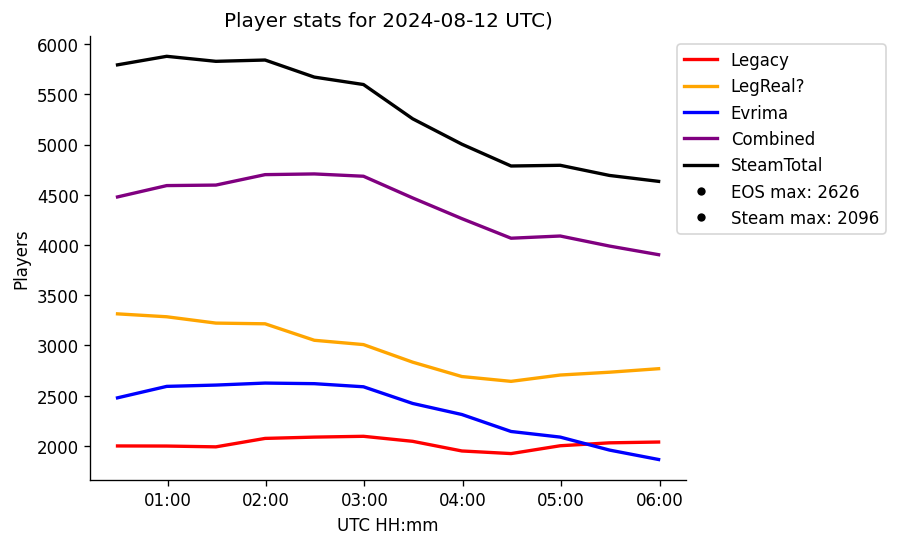 Player stats for 2024-08-12 UTC)
6000
5500
5000
4500
4000
3500
3000
2500
2000
Players
01:00
02:00
03:00
04:00
05:00
06:00
UTC HH:mm
Legacy
LegReal?
Evrima
Combined
SteamTotal
EOS max: 2626
Steam max: 2096